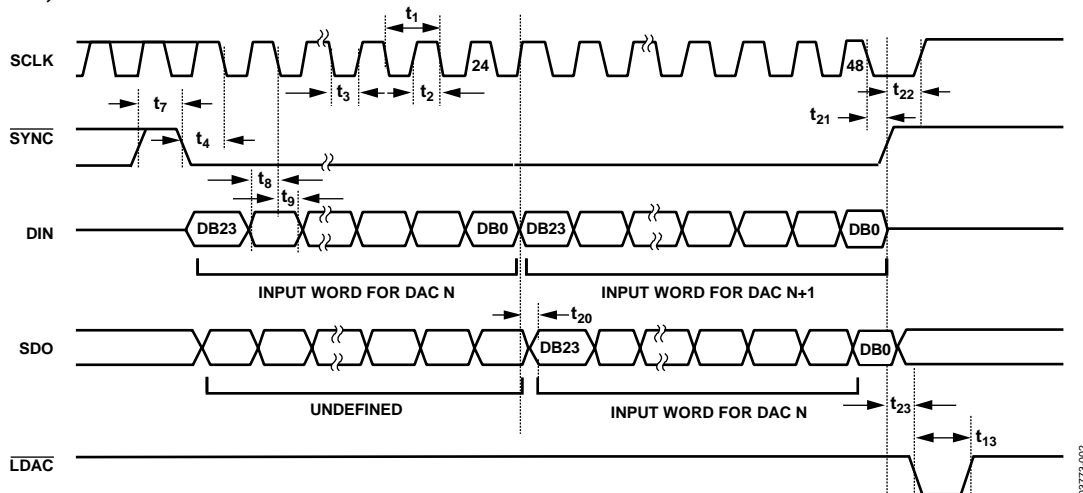 t1
SCLK
24
48
t3
t2
t22
t7
t21
SYNC
t4
t8
t9
DIN
DB23
DB0
DB23
DB0
INPUT WORD FOR DAC N
INPUT WORD FOR DAC N+1
t20
SDO
DB23
DB0
UNDEFINED
INPUT WORD FOR DAC N
t23
t13
LDAC